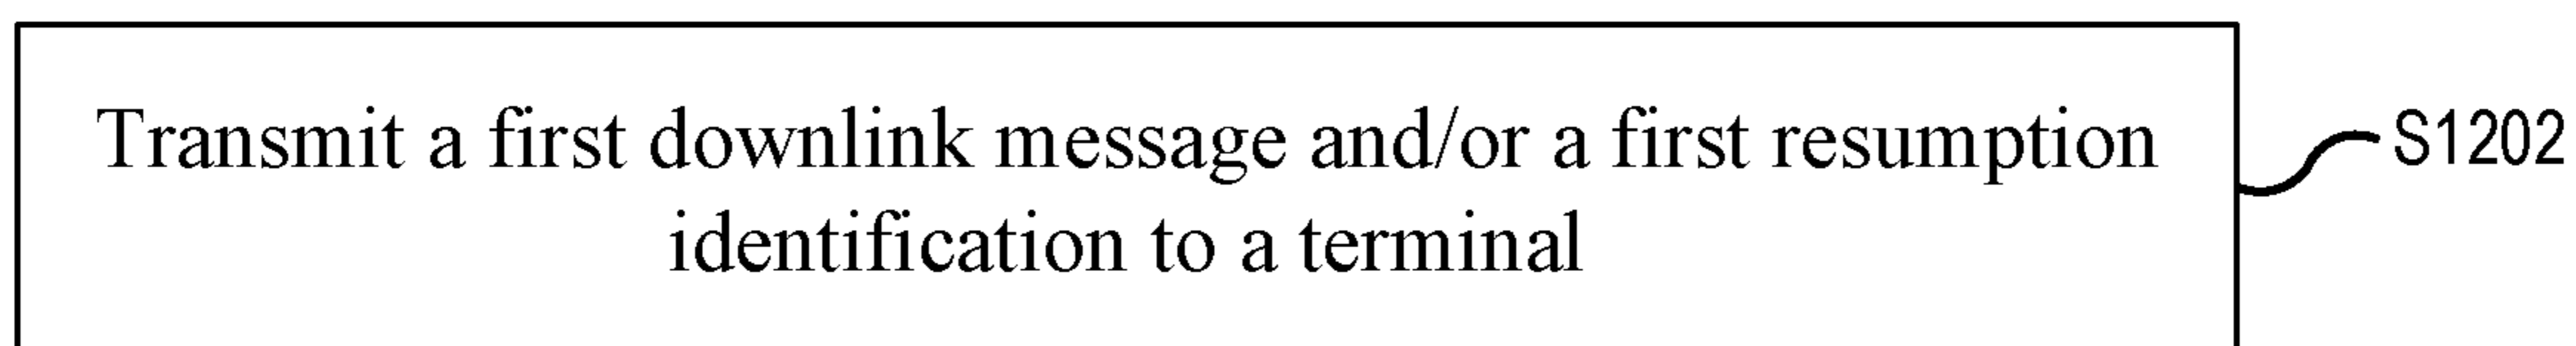 Transmit a first downlink message and/or a first resumption
identification to a terminal
S1202